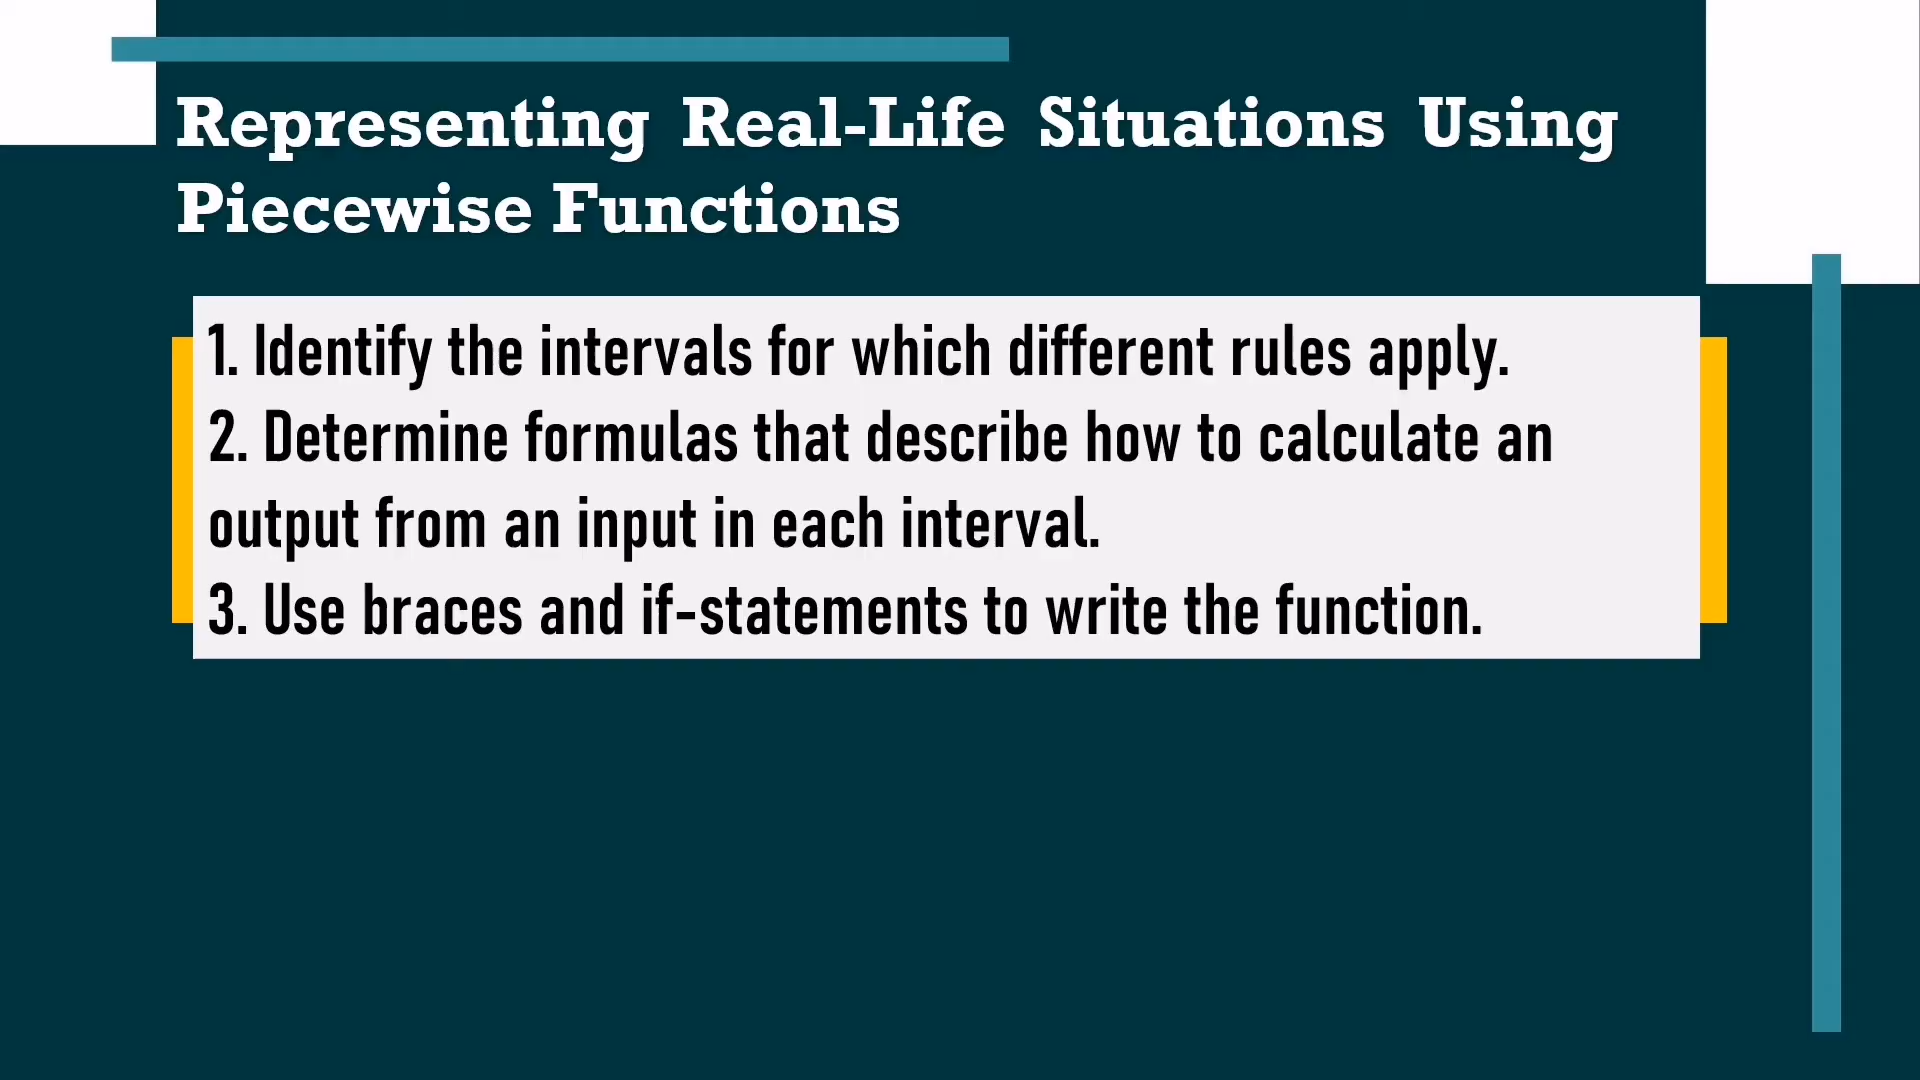 Representing Real-Life Situations Using
Piecewise Functions
1. Identify the intervals for which different rules apply.
2. Determine formulas that describe how to calculate an
output from an input in each interval.
3. Use braces and if-statements to write the function.